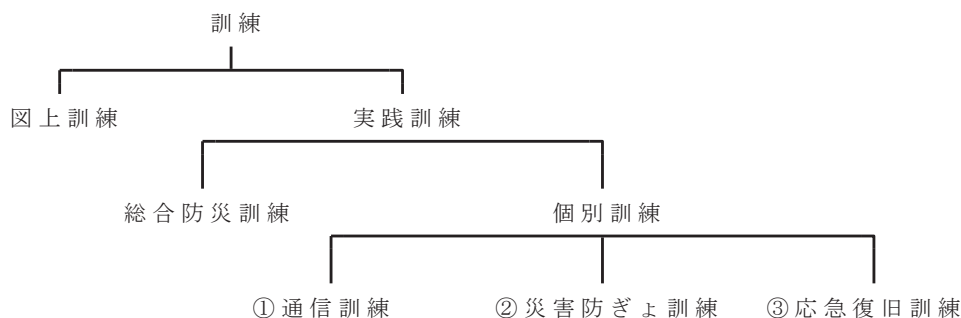 訓練
図上訓練 実践訓練
総合防災訓練 個別訓練
①通信訓練 ②災害防ぎょ訓練 ③応急復旧訓練